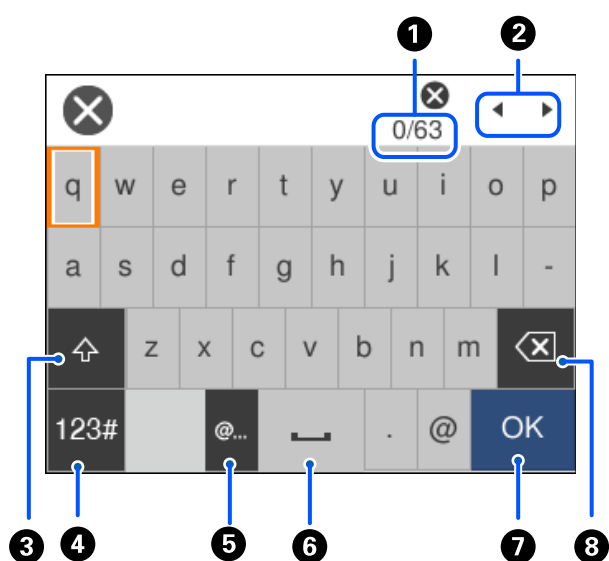 1 2
0/63
q w e r t y u i o p
a s d f g h j k l -
z x c v b n m
123# @... . @ OK
3 4 5 6 7 8